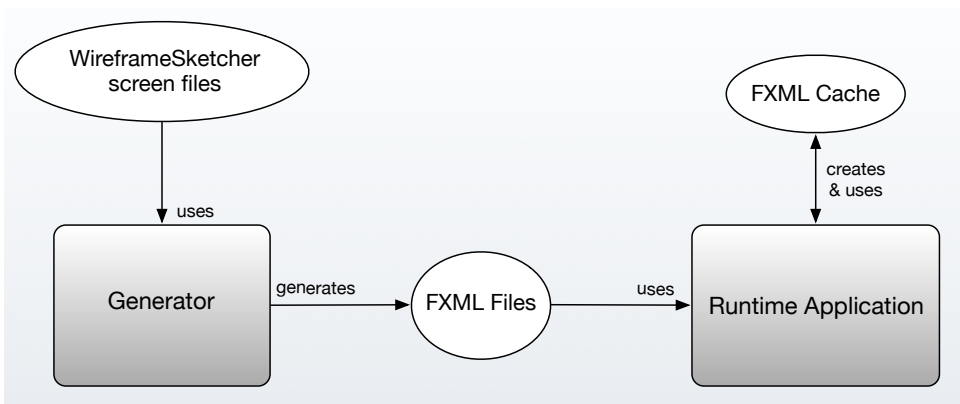 WireframeSketcher
screen files
FXML Cache
creates
& uses
uses
Generator
generates
FXML Files
uses
Runtime Application